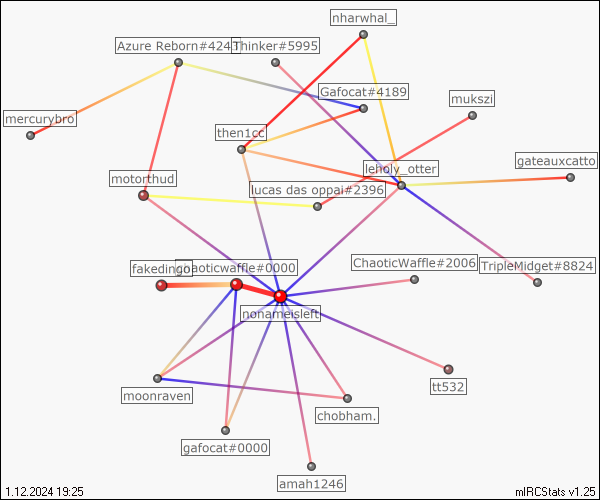 nharwhal_
Azure Reborn#424
Thinker#5995
Gafocat#4189
mukszi
mercurybro
then1cc
leholy_otter
gateauxcatto
motorthud
lucas das oppai#2396
fakedingo
chaoticwaffle#0000
ChaoticWaffle#2006
TripleMidget#8824
nonameisleft
tt532
moonraven
chobham.
gafocat#0000
amah1246
1.12.2024 19:25
mIRCStats v1.25